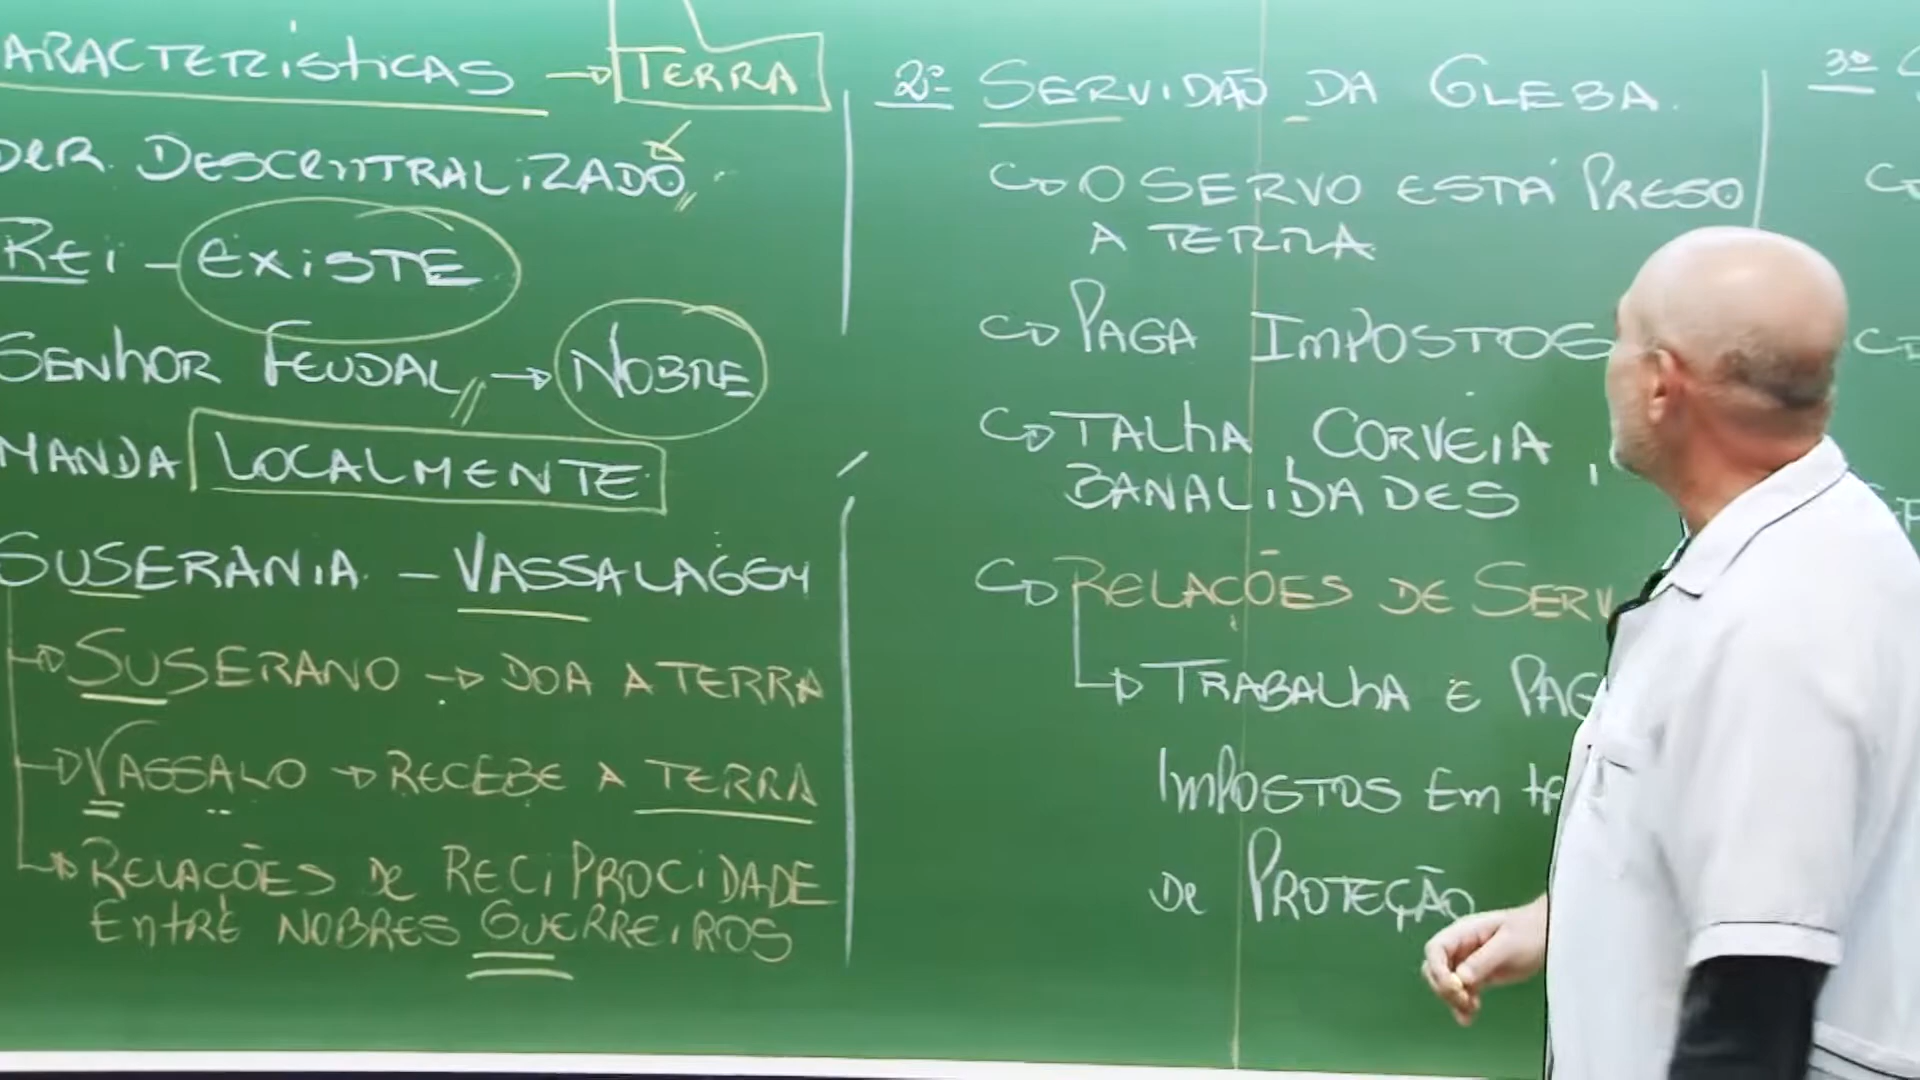 ARACTERÍSTICAS → TERRA
DER DESCENTRALIZADO
REI - EXISTE
SENHOR FEUDAL → NOBRE
MANDA LOCALMENTE
SUSERANIA - VASSALAGEM
SUSERANO → DOA A TERRA
VASSALO → RECEBE A TERRA
RELAÇÕES DE RECIPROCIDADE
ENTRE NOBRES GUERREIROS
2º SERVIDÃO DA GLEBA.
O SERVO ESTÁ PRESO
A TERRA
PAGA IMPOSTOS
TALHA CORVEIA,
BANALIDADES
RELAÇÕES DE SERV
TRABALHA E PAG
IMPOSTOS EM TR
DE PROTEÇÃO
3º